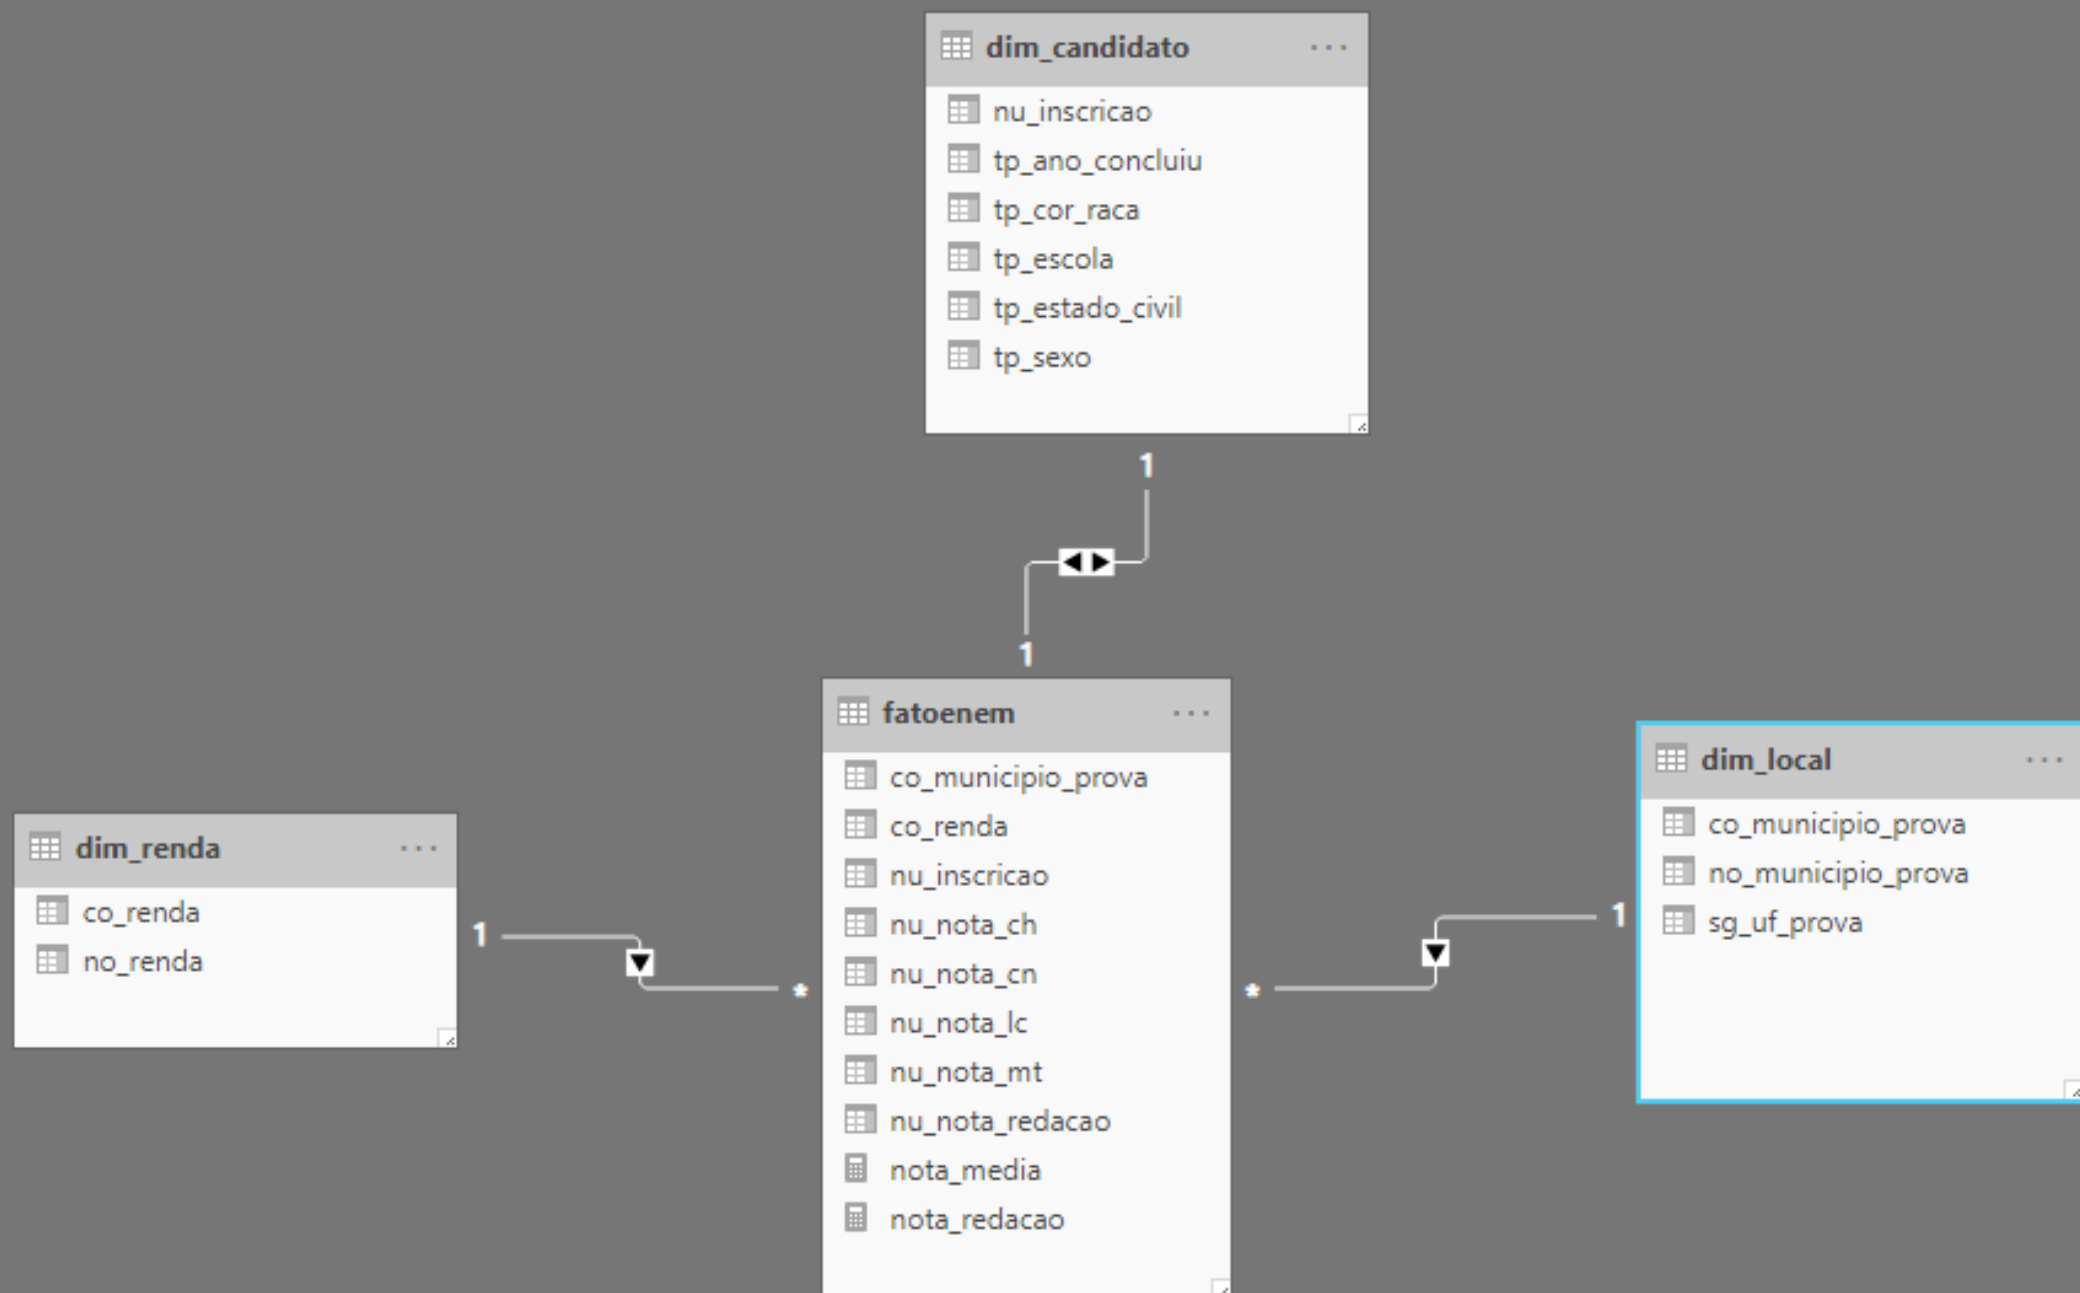 dim_candidato
nu_inscricao
tp_ano_concluiu
tp_cor_raca
tp_escola
tp_estado_civil
tp_sexo
1
1
fatoenem
co_municipio_prova
co_renda
nu_inscricao
nu_nota_ch
nu_nota_cn
nu_nota_lc
nu_nota_mt
nu_nota_redacao
nota_media
nota_redacao
dim_renda
co_renda
no_renda
1
*
*
1
dim_local
co_municipio_prova
no_municipio_prova
sg_uf_prova